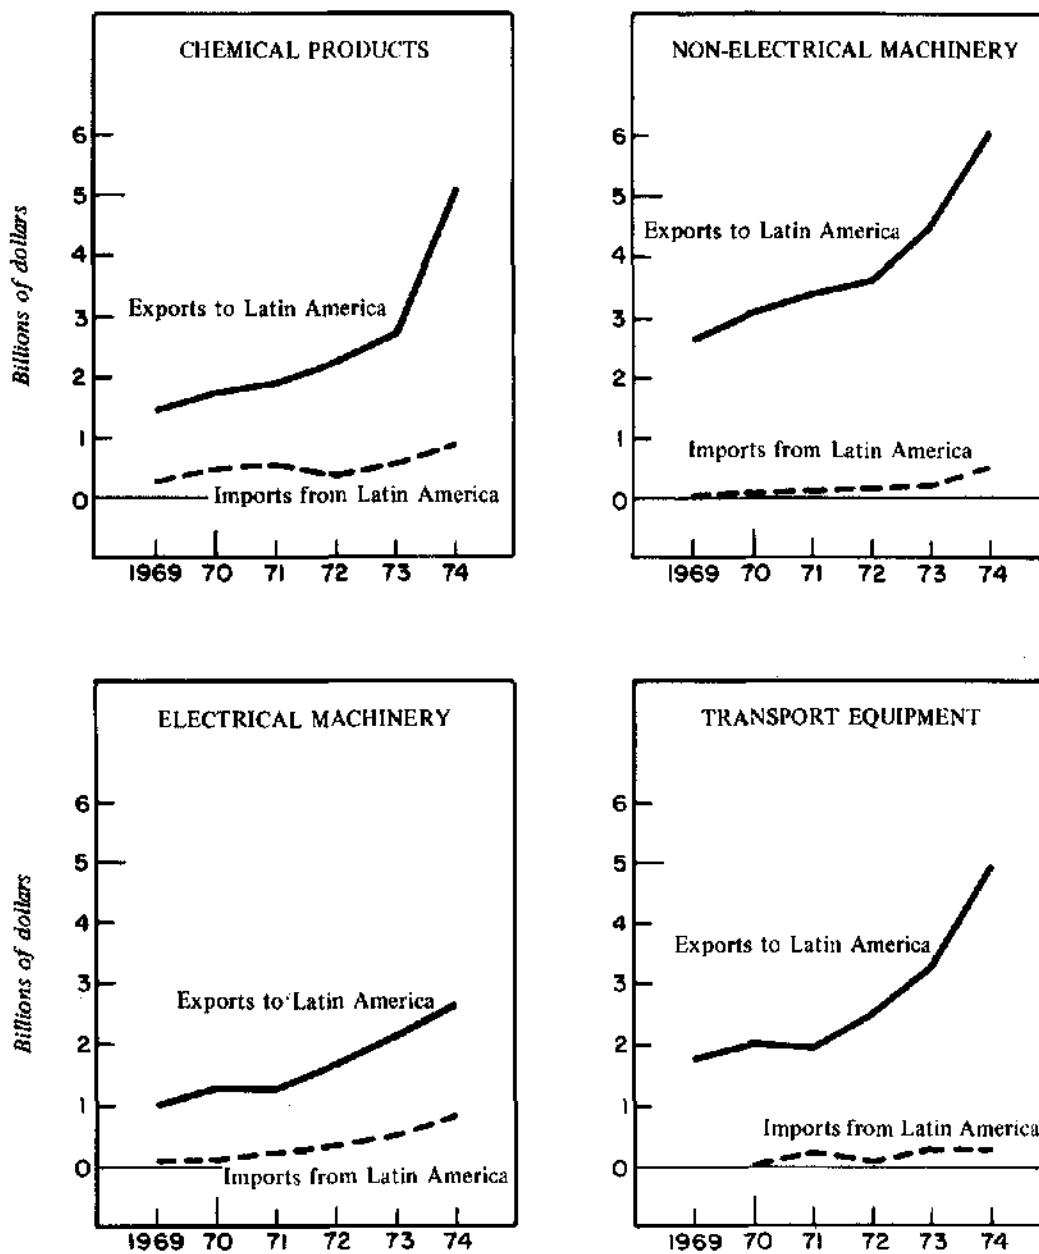 CHEMICAL PRODUCTS
6
5
4
3
2
1
0
Billions of dollars
Exports to Latin America
Imports from Latin America
1969 70 71 72 73 74
NON-ELECTRICAL MACHINERY
6
5
4
3
2
1
0
Exports to Latin America
Imports from Latin America
1969 70 71 72 73 74
ELECTRICAL MACHINERY
6
5
4
3
2
1
0
Billions of dollars
Exports to Latin America
Imports from Latin America
1969 70 71 72 73 74
TRANSPORT EQUIPMENT
6
5
4
3
2
1
0
Exports to Latin America
Imports from Latin America
1969 70 71 72 73 74